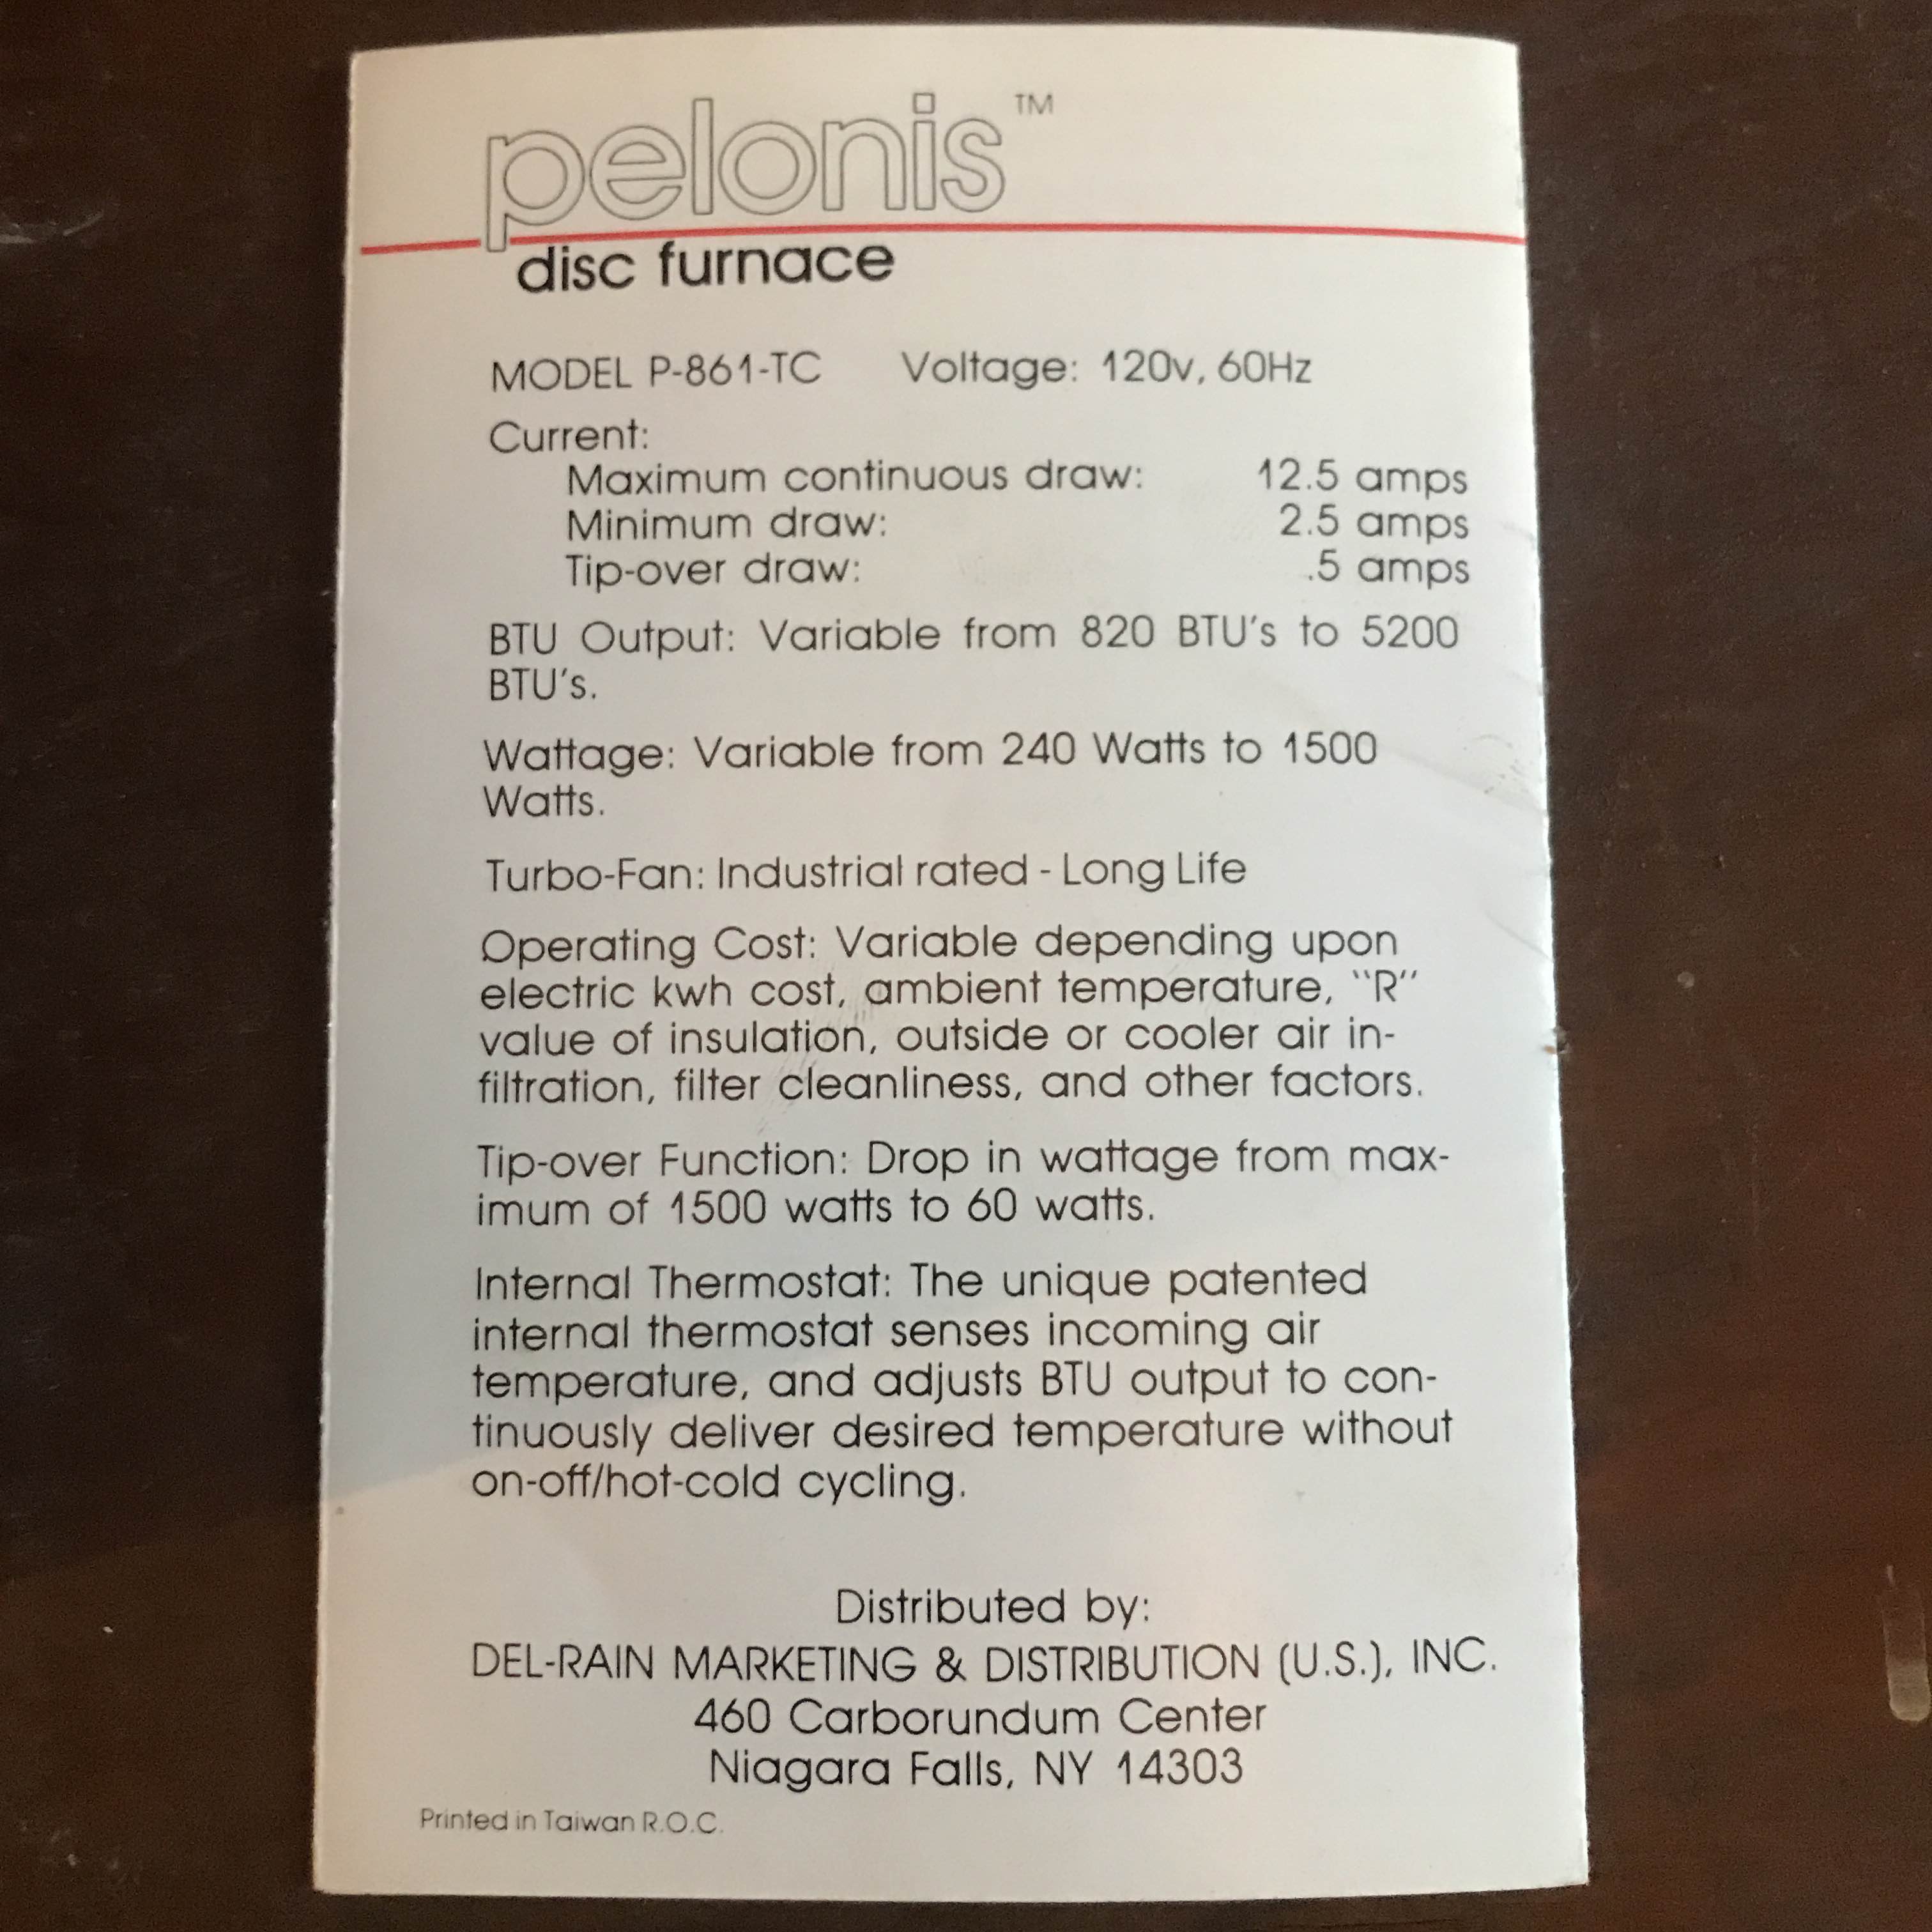 pelonis™
disc furnace
MODEL P-861-TC Voltage: 120v, 60Hz
Current:
Maximum continuous draw: 12.5 amps
Minimum draw: 2.5 amps
Tip-over draw: .5 amps
BTU Output: Variable from 820 BTU's to 5200
BTU's.
Wattage: Variable from 240 Watts to 1500
Watts.
Turbo-Fan: Industrial rated - Long Life
Operating Cost: Variable depending upon
electric kwh cost, ambient temperature, "R"
value of insulation, outside or cooler air in-
filtration, filter cleanliness, and other factors.
Tip-over Function: Drop in wattage from max-
imum of 1500 watts to 60 watts.
Internal Thermostat: The unique patented
internal thermostat senses incoming air
temperature, and adjusts BTU output to con-
tinuously deliver desired temperature without
on-off/hot-cold cycling.
Distributed by:
DEL-RAIN MARKETING & DISTRIBUTION (U.S.), INC.
460 Carborundum Center
Niagara Falls, NY 14303
Printed in Taiwan R.O.C.